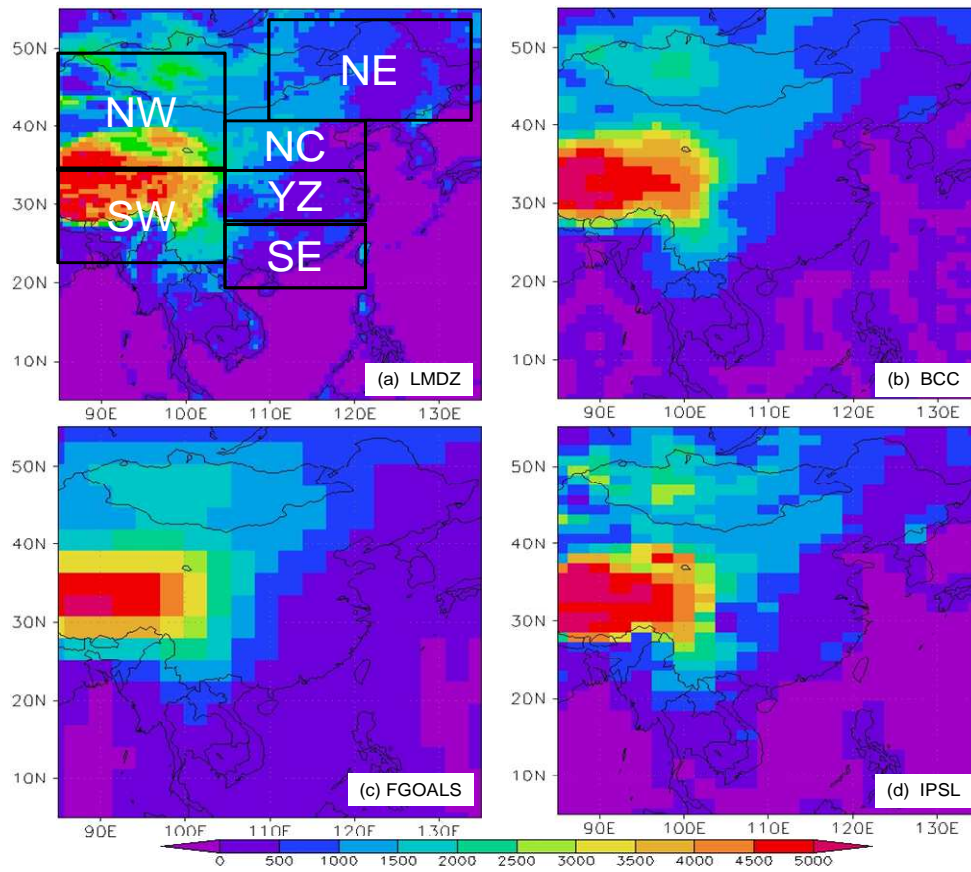 50N
40N
30N
20N
10N
NE
NW
NC
YZ
SW
SE
(a) LMDZ
90E 100E 110E 120E 130E
50N
40N
30N
20N
10N
(b) BCC
90E 100E 110E 120E 130E
50N
40N
30N
20N
10N
(c) FGOALS
90E 100E 110E 120E 130E
50N
40N
30N
20N
10N
(d) IPSL
90E 100E 110E 120E 130E
0 500 1000 1500 2000 2500 3000 3500 4000 4500 5000